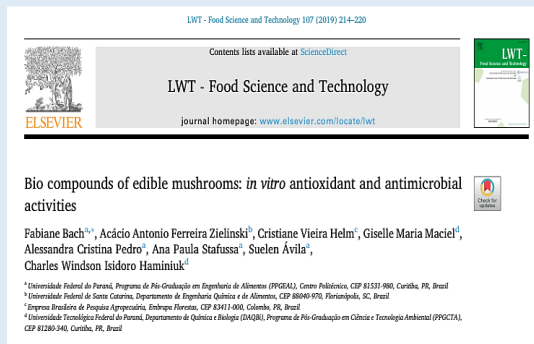 LWT - Food Science and Technology 107 (2019) 214–220
Contents lists available at ScienceDirect
LWT - Food Science and Technology
journal homepage: www.elsevier.com/locate/lwt
ELSEVIER
LWT-
Food Science and Technology
Bio compounds of edible mushrooms: in vitro antioxidant and antimicrobial
activities
Check for
updates
Fabiane Bachᵃ,*, Acácio Antonio Ferreira Zielinskiᵇ, Cristiane Vieira Helmᶜ, Giselle Maria Macielᵈ,
Alessandra Cristina Pedroᵃ, Ana Paula Stafussaᵃ, Suelen Ávilaᵃ,
Charles Windson Isidoro Haminiukᵈ
ᵃ Universidade Federal do Paraná, Programa de Pós-Graduação em Engenharia de Alimentos (PPGEAL), Centro Politécnico, CEP 81531-980, Curitiba, PR, Brazil
ᵇ Universidade Federal de Santa Catarina, Departamento de Engenharia Química e de Alimentos, CEP 88040-970, Florianópolis, SC, Brazil
ᶜ Empresa Brasileira de Pesquisa Agropecuária, Embrapa Florestas, CEP 83411-000, Colombo, PR, Brazil
ᵈ Universidade Tecnológica Federal do Paraná, Departamento de Química e Biologia (DAQBi), Programa de Pós-Graduação em Ciência e Tecnologia Ambiental (PPGCTA),
CEP 81280-340, Curitiba, PR, Brazil